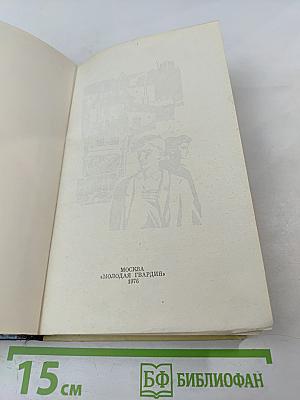 МОСКВА
«МОЛОДАЯ ГВАРДИЯ»
1976
15 см
БФ БИБЛИОФАН